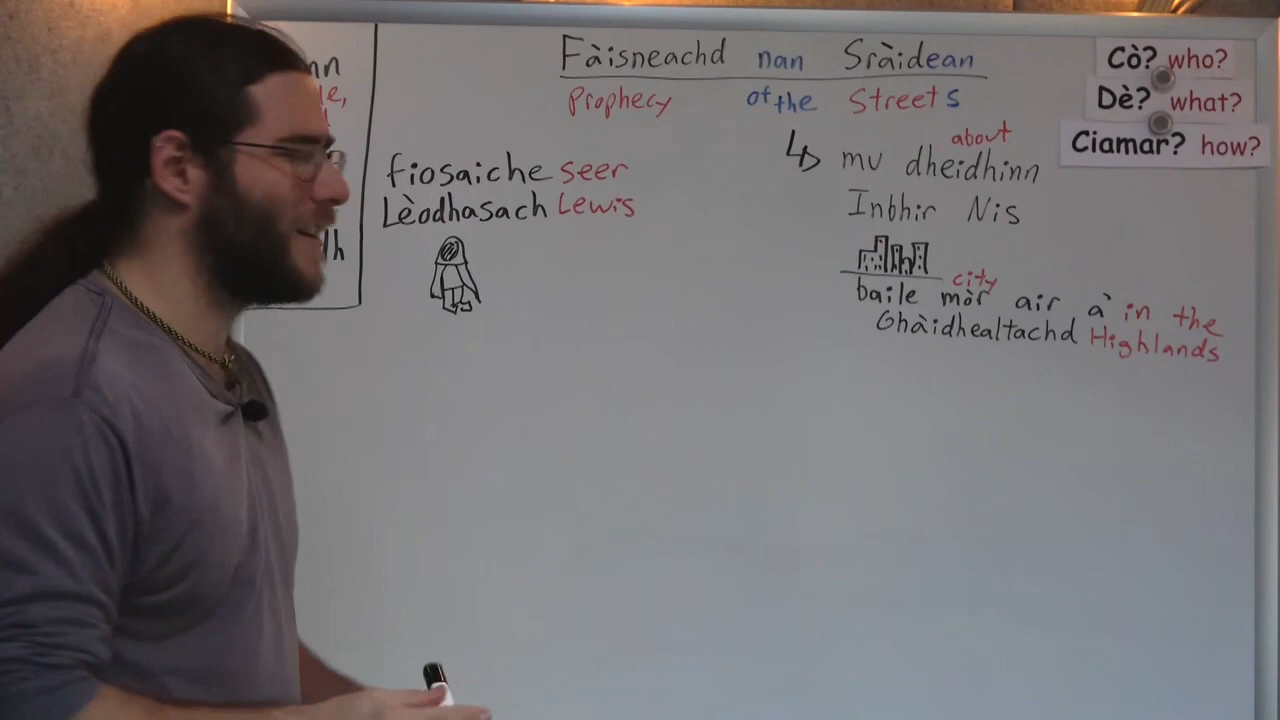 Fàisneachd nan Sràidean
Prophecy of the Streets
Cò? who?
Dè? what?
Ciamar? how?
about
↳ mu dheidhinn
Inbhir Nis
city
baile mòr air a' in the
Ghàidhealtachd Highlands
fiosaiche seer
Lèodhasach Lewis